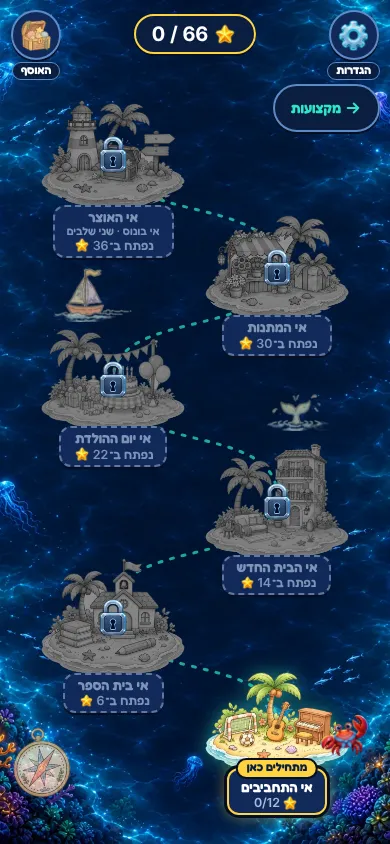 0 / 66
האוסף
הגדרות
מקצועות →
אי האוצר
אי בונוס · שני שלבים
נפתח ב־36
אי המתנות
נפתח ב־30
אי יום ההולדת
נפתח ב־22
אי הבית החדש
נפתח ב־14
אי בית הספר
נפתח ב־6
מתחילים כאן
אי התחביבים
0/12